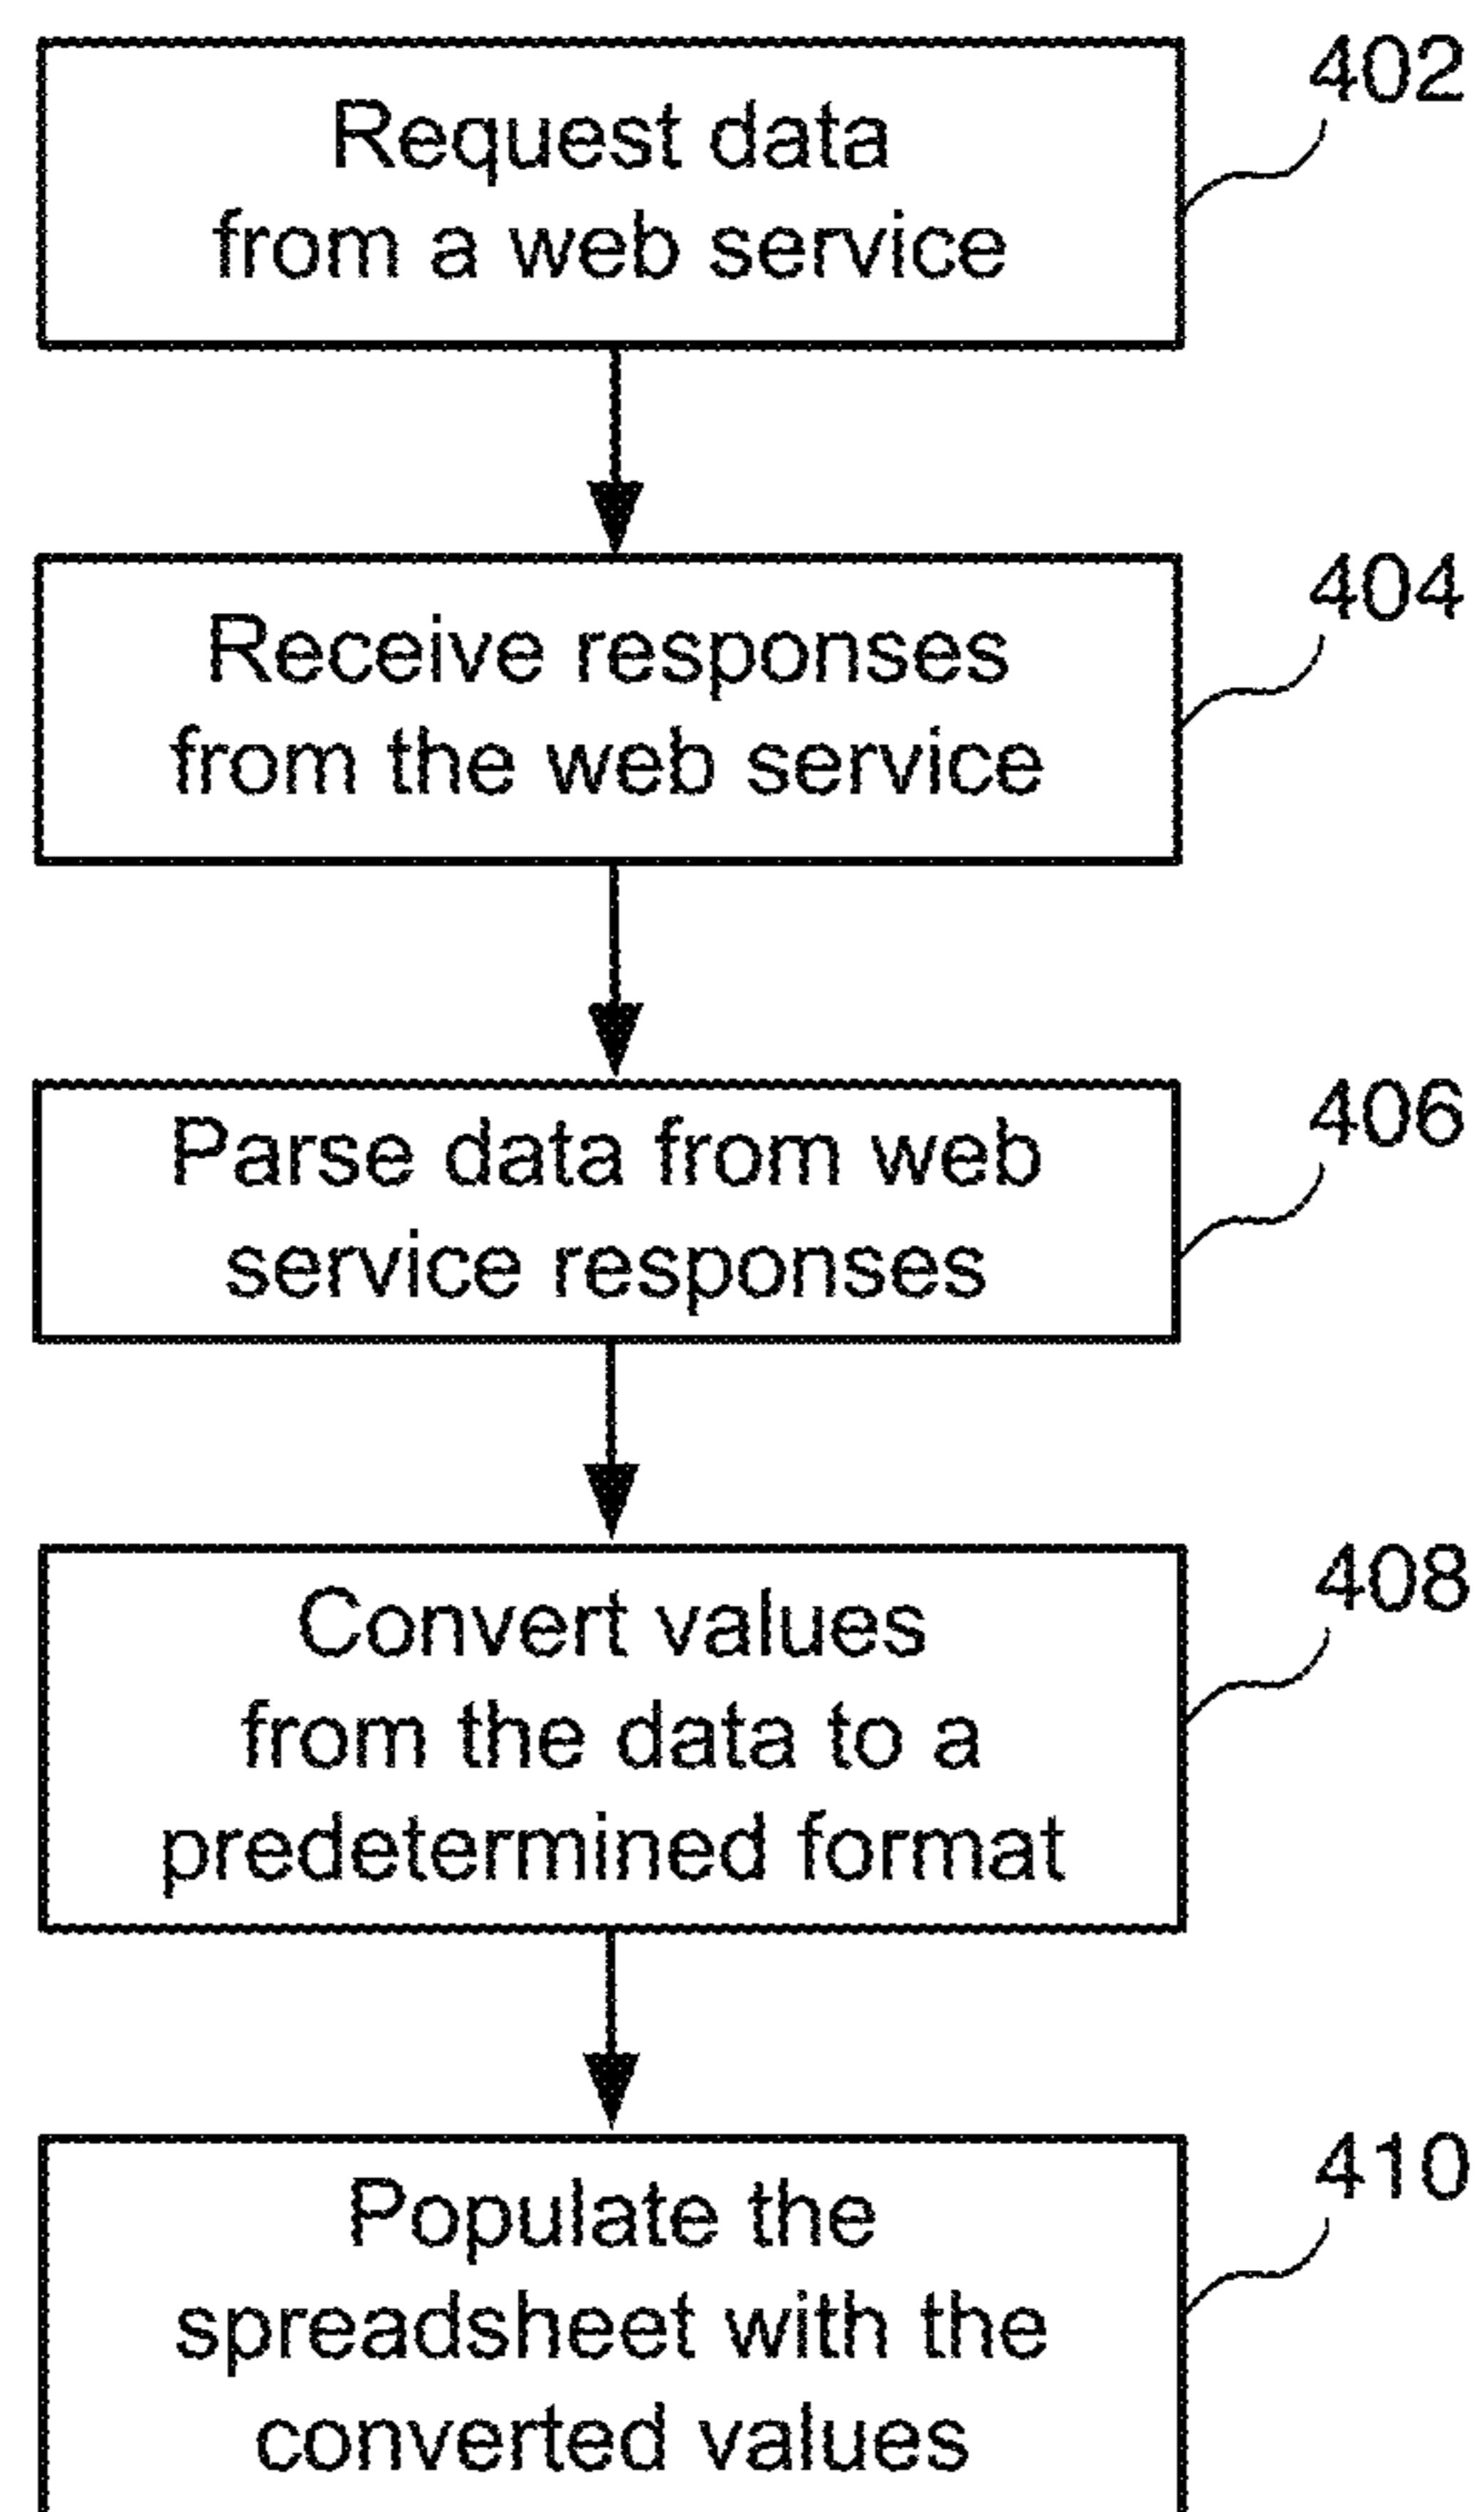 Request data
from a web service
402
Receive responses
from the web service
404
Parse data from web
service responses
406
Convert values
from the data to a
predetermined format
408
Populate the
spreadsheet with the
converted values
410